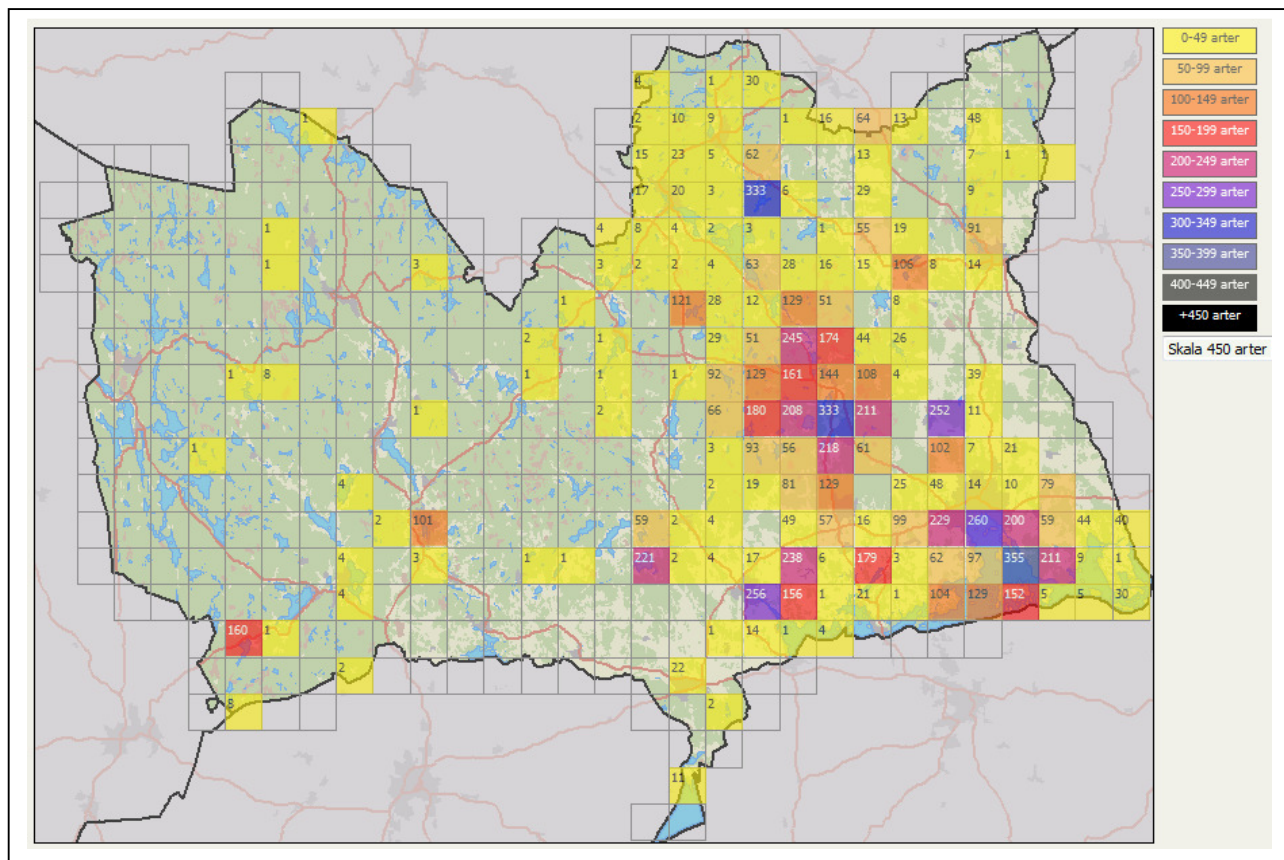 0-49 arter
50-99 arter
100-149 arter
150-199 arter
200-249 arter
250-299 arter
300-349 arter
350-399 arter
400-449 arter
+450 arter
Skala 450 arter
4 1 30
1 2 10 9 1 16 64 13 48
15 23 5 62 13 7 1 1
17 20 3 333 6 29 9
1 4 8 4 2 3 1 55 19 91
1 3 3 2 2 4 63 28 16 15 106 8 14
1 121 28 12 129 51 8
2 1 29 51 245 174 44 26
1 8 1 1 1 92 129 161 144 108 4 39
1 2 66 180 208 333 211 252 11
1 3 93 56 218 61 102 7 21
4 2 19 81 129 25 48 14 10 79
2 101 59 2 4 49 57 16 99 229 260 200 59 44 40
4 3 1 1 221 2 4 17 238 6 179 3 62 97 355 211 9 1
4 256 156 1 21 1 104 129 152 5 5 30
160 1 1 14 1 4
2 22
8 2
11